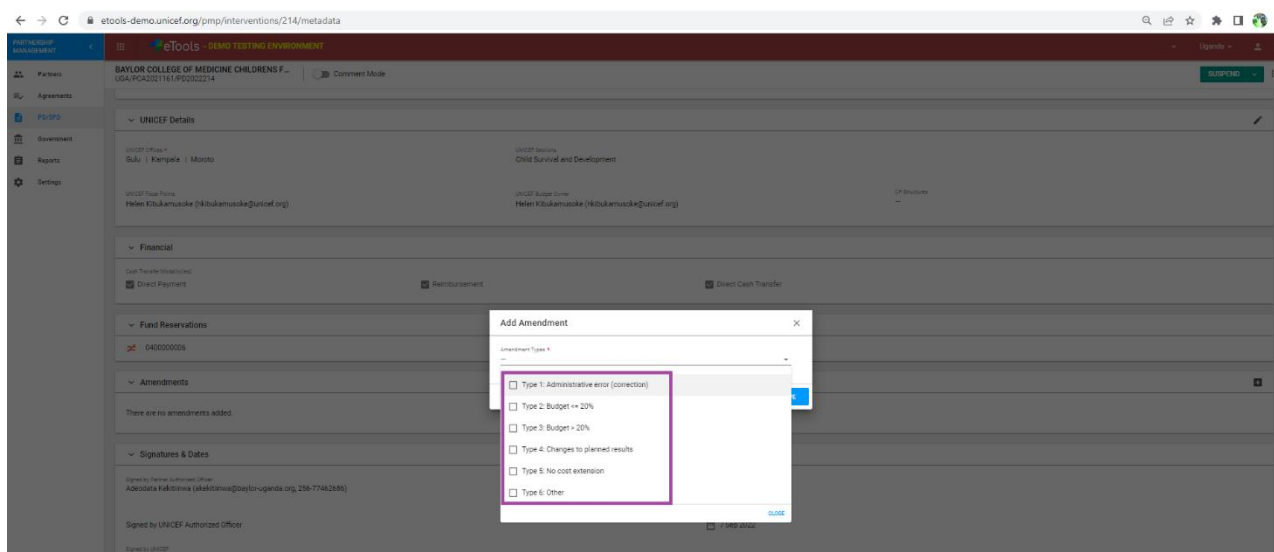 etools-demo.unicef.org/pmp/interventions/214/metadata
PARTNERSHIP MANAGEMENT
eTools - DEMO TESTING ENVIRONMENT
Uganda
Partners
BAYLOR COLLEGE OF MEDICINE CHILDRENS F...
UGA/PCA2021161/PD2022214
Comment Mode
SUSPEND
Agreements
PD/SPD
UNICEF Details
Government
UNICEF Offices *
UNICEF Sections
Reports
Gulu | Kampala | Moroto
Child Survival and Development
Settings
UNICEF Focal Points
UNICEF Budget Owner
CP Structures
Helen Kibukamusoke (hkibukamusoke@unicef.org)
Helen Kibukamusoke (hkibukamusoke@unicef.org)
—
Financial
Cash Transfer modality(ies)
Direct Payment
Reimbursement
Direct Cash Transfer
Fund Reservations
0400000006
Add Amendment
Amendment Types *
—
Amendments
There are no amendments added.
Type 1: Administrative error (correction)
Type 2: Budget <= 20%
Type 3: Budget > 20%
Type 4: Changes to planned results
Type 5: No cost extension
Type 6: Other
CLOSE
Signatures & Dates
Signed by Partner Authorized Officer
Adeodata Kekitiinwa (akekitiinwa@baylor-uganda.org, 256-77462686)
Signed by UNICEF Authorized Officer
7 Sep 2022
Signed by UNICEF